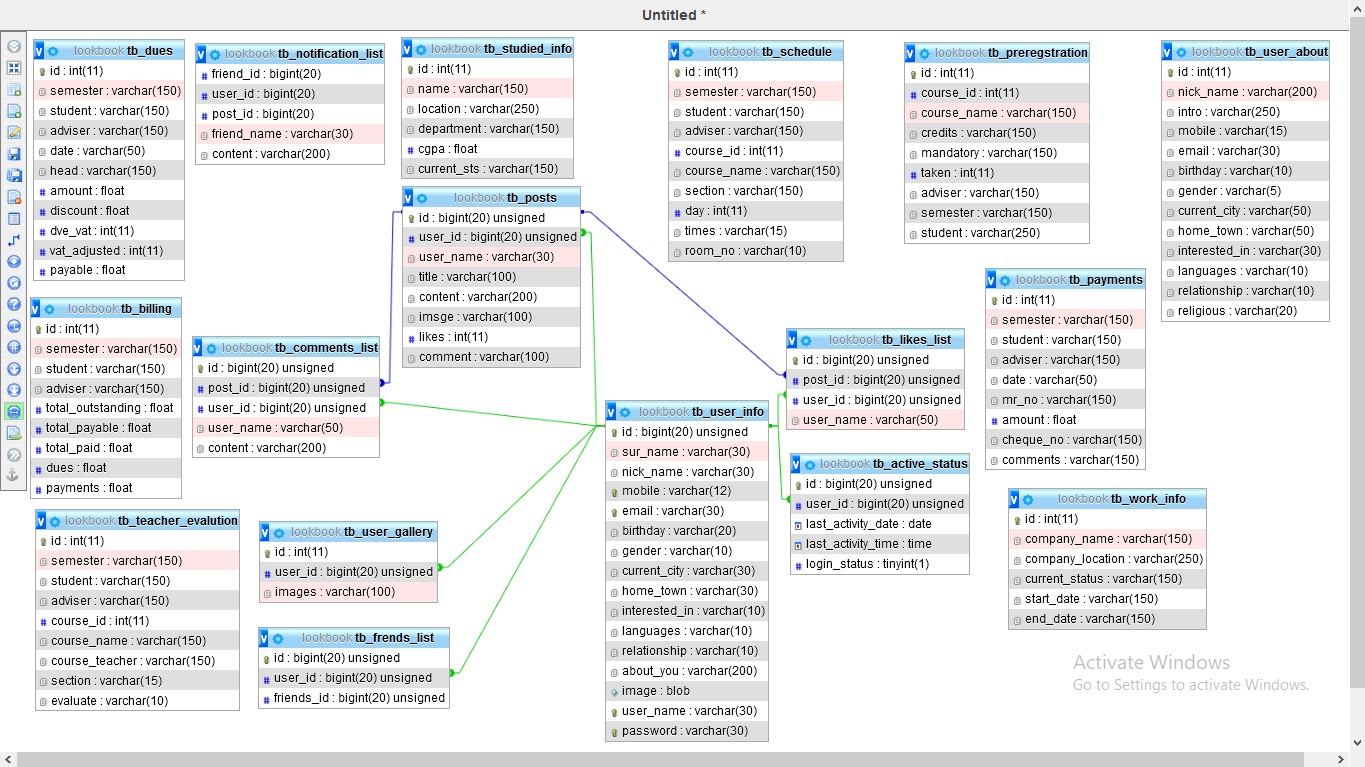 Untitled *
lookbook tb_dues
id : int(11)
semester : varchar(150)
student : varchar(150)
adviser : varchar(150)
date : varchar(50)
head : varchar(150)
amount : float
discount : float
dve_vat : int(11)
vat_adjusted : int(11)
payable : float
lookbook tb_notification_list
friend_id : bigint(20)
user_id : bigint(20)
post_id : bigint(20)
friend_name : varchar(30)
content : varchar(200)
lookbook tb_studied_info
id : int(11)
name : varchar(150)
location : varchar(250)
department : varchar(150)
cgpa : float
current_sts : varchar(150)
lookbook tb_schedule
id : int(11)
semester : varchar(150)
student : varchar(150)
adviser : varchar(150)
course_id : int(11)
course_name : varchar(150)
section : varchar(150)
day : int(11)
times : varchar(15)
room_no : varchar(10)
lookbook tb_preregstration
id : int(11)
course_id : int(11)
course_name : varchar(150)
credits : varchar(150)
mandatory : varchar(150)
taken : int(11)
adviser : varchar(150)
semester : varchar(150)
student : varchar(250)
lookbook tb_user_about
id : int(11)
nick_name : varchar(200)
intro : varchar(250)
mobile : varchar(15)
email : varchar(30)
birthday : varchar(10)
gender : varchar(5)
current_city : varchar(50)
home_town : varchar(50)
interested_in : varchar(30)
languages : varchar(10)
relationship : varchar(10)
religious : varchar(20)
lookbook tb_posts
id : bigint(20) unsigned
user_id : bigint(20) unsigned
user_name : varchar(30)
title : varchar(100)
content : varchar(200)
imsge : varchar(100)
likes : int(11)
comment : varchar(100)
lookbook tb_billing
id : int(11)
semester : varchar(150)
student : varchar(150)
adviser : varchar(150)
total_outstanding : float
total_payable : float
total_paid : float
dues : float
payments : float
lookbook tb_comments_list
id : bigint(20) unsigned
post_id : bigint(20) unsigned
user_id : bigint(20) unsigned
user_name : varchar(50)
content : varchar(200)
lookbook tb_likes_list
id : bigint(20) unsigned
post_id : bigint(20) unsigned
user_id : bigint(20) unsigned
user_name : varchar(50)
lookbook tb_payments
id : int(11)
semester : varchar(150)
student : varchar(150)
adviser : varchar(150)
date : varchar(50)
mr_no : varchar(150)
amount : float
cheque_no : varchar(150)
comments : varchar(150)
lookbook tb_user_info
id : bigint(20) unsigned
sur_name : varchar(30)
nick_name : varchar(30)
mobile : varchar(12)
email : varchar(30)
birthday : varchar(20)
gender : varchar(10)
current_city : varchar(30)
home_town : varchar(30)
interested_in : varchar(10)
languages : varchar(10)
relationship : varchar(10)
about_you : varchar(200)
image : blob
user_name : varchar(30)
password : varchar(30)
lookbook tb_active_status
id : bigint(20) unsigned
user_id : bigint(20) unsigned
last_activity_date : date
last_activity_time : time
login_status : tinyint(1)
lookbook tb_work_info
id : int(11)
company_name : varchar(150)
company_location : varchar(250)
current_status : varchar(150)
start_date : varchar(150)
end_date : varchar(150)
lookbook tb_teacher_evalution
id : int(11)
semester : varchar(150)
student : varchar(150)
adviser : varchar(150)
course_id : int(11)
course_name : varchar(150)
course_teacher : varchar(150)
section : varchar(15)
evaluate : varchar(10)
lookbook tb_user_gallery
id : int(11)
user_id : bigint(20) unsigned
images : varchar(100)
lookbook tb_frends_list
id : bigint(20) unsigned
user_id : bigint(20) unsigned
friends_id : bigint(20) unsigned
Activate Windows
Go to Settings to activate Windows.